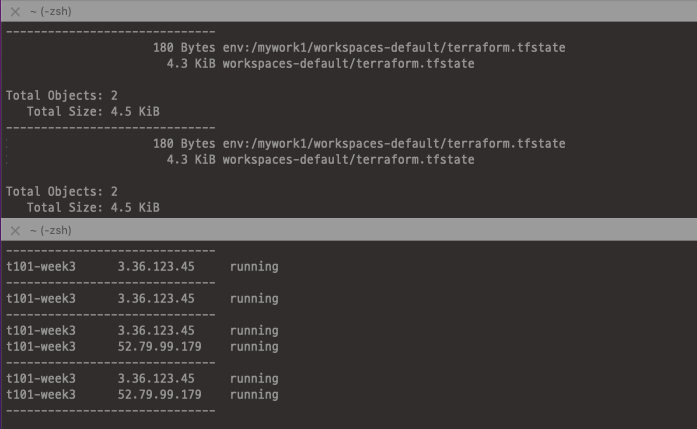 × ~ (-zsh)
------------------------------
180 Bytes env:/mywork1/workspaces-default/terraform.tfstate
4.3 KiB workspaces-default/terraform.tfstate
Total Objects: 2
Total Size: 4.5 KiB
------------------------------
180 Bytes env:/mywork1/workspaces-default/terraform.tfstate
4.3 KiB workspaces-default/terraform.tfstate
Total Objects: 2
Total Size: 4.5 KiB
× ~ (-zsh)
------------------------------
t101-week3 3.36.123.45 running
------------------------------
t101-week3 3.36.123.45 running
------------------------------
t101-week3 3.36.123.45 running
t101-week3 52.79.99.179 running
------------------------------
t101-week3 3.36.123.45 running
t101-week3 52.79.99.179 running
------------------------------